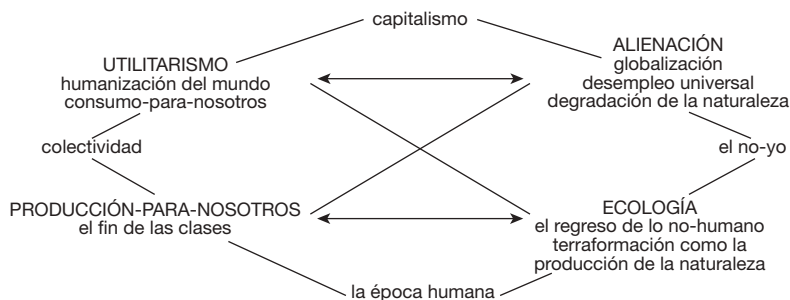 capitalismo
UTILITARISMO
humanización del mundo
consumo-para-nosotros
ALIENACIÓN
globalización
desempleo universal
degradación de la naturaleza
colectividad
el no-yo
PRODUCCIÓN-PARA-NOSOTROS
el fin de las clases
ECOLOGÍA
el regreso de lo no-humano
terraformación como la
producción de la naturaleza
la época humana